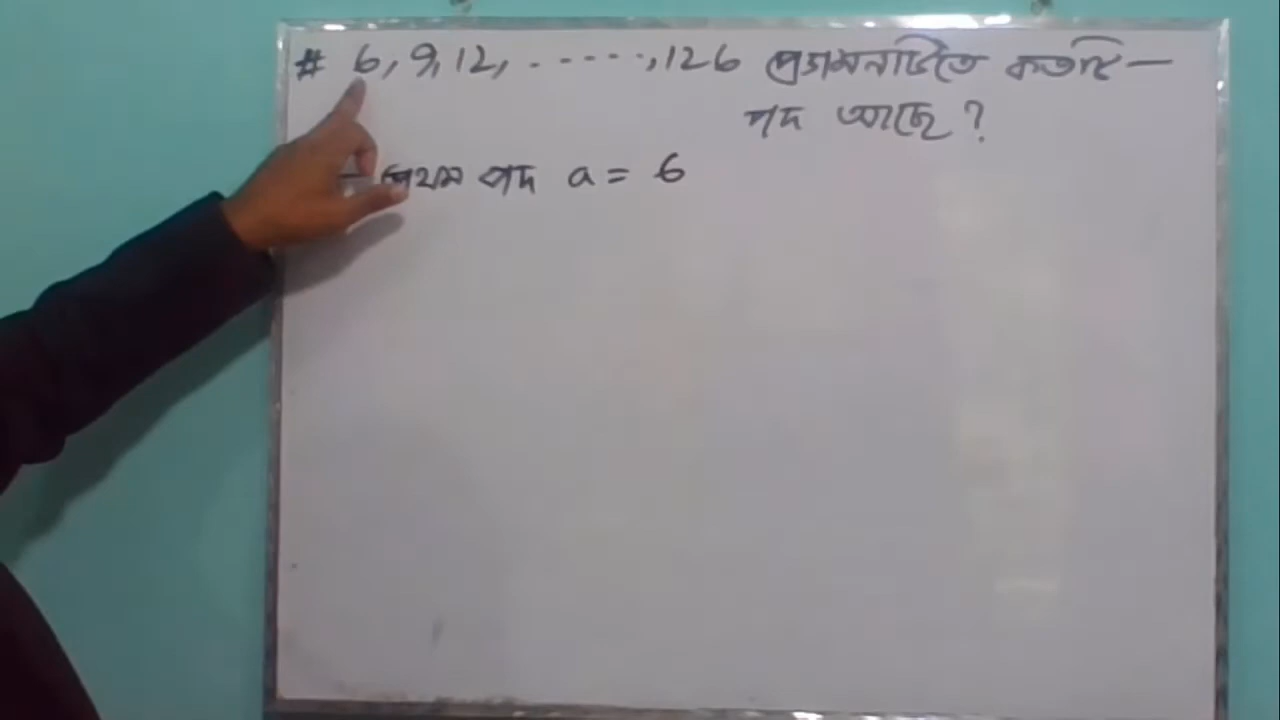 # 6, 9, 12, ......, 126 প্রগমনটিতে কতটি —
পদ আছে ?
প্রথম পদ a = 6